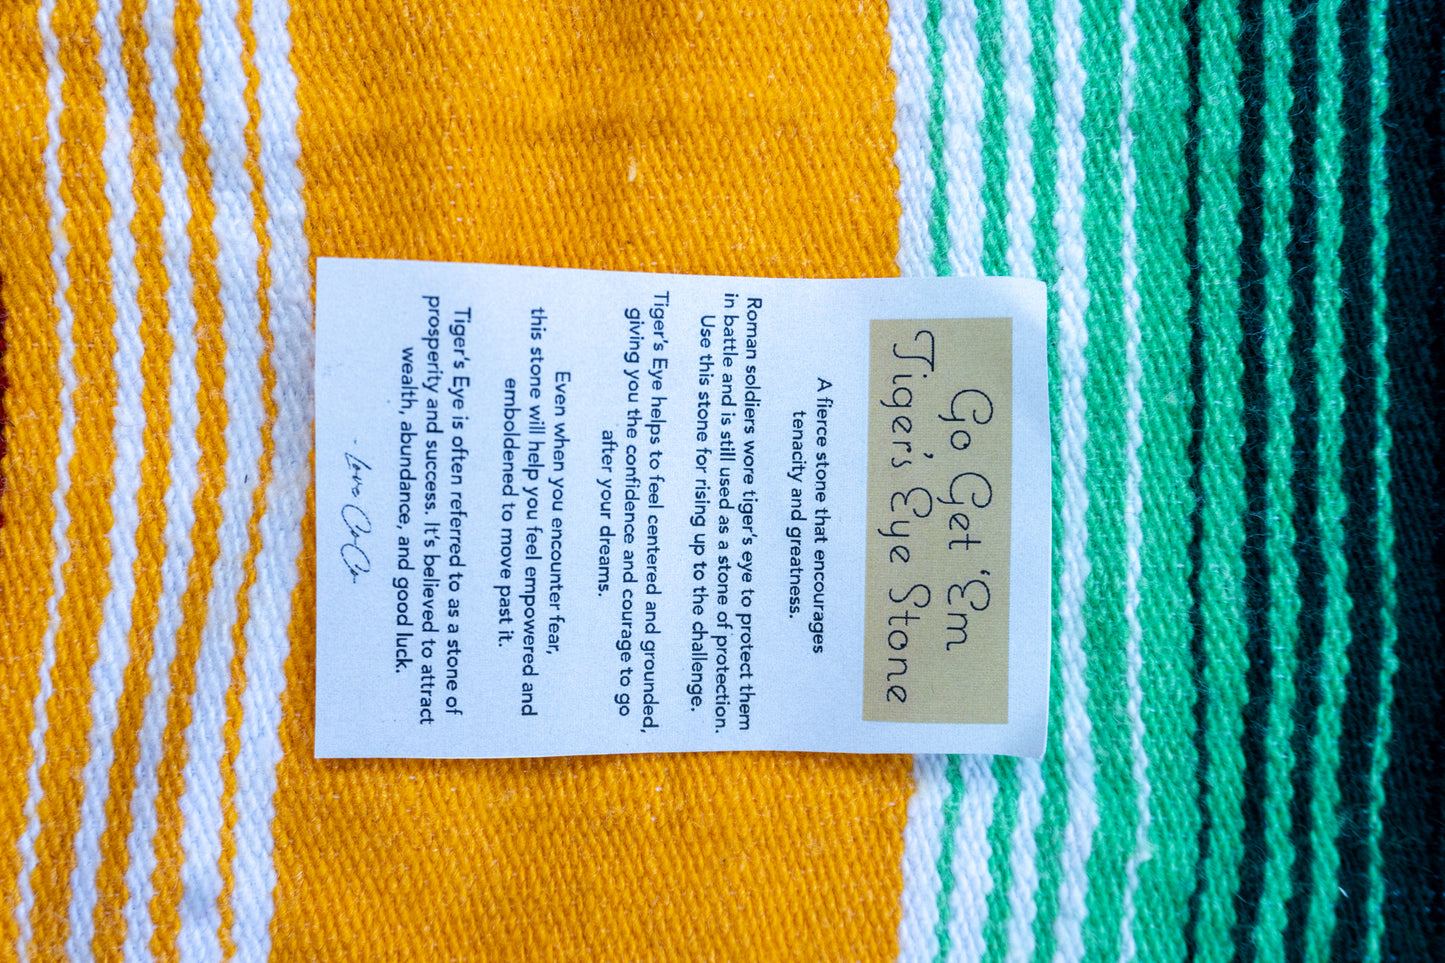 Go Get 'Em
Tiger's Eye Stone
A fierce stone that encourages
tenacity and greatness.
Roman soldiers wore tiger's eye to protect them
in battle and is still used as a stone of protection.
Use this stone for rising up to the challenge.
Tiger's Eye helps to feel centered and grounded,
giving you the confidence and courage to go
after your dreams.
Even when you encounter fear,
this stone will help you feel empowered and
emboldened to move past it.
Tiger's Eye is often referred to as a stone of
prosperity and success. It's believed to attract
wealth, abundance, and good luck.
- Love CoCo.